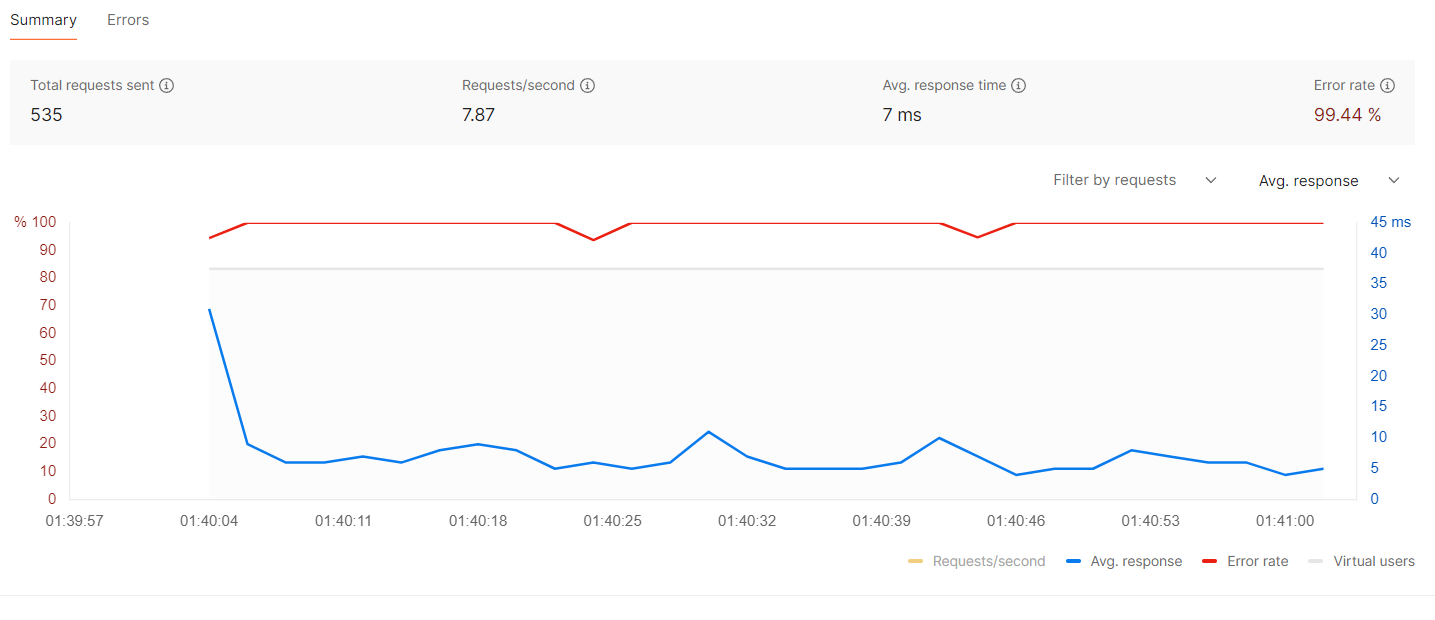 Summary Errors
Total requests sent Requests/second Avg. response time Error rate
535 7.87 7 ms 99.44 %
Filter by requests Avg. response
% 100 45 ms
90 40
80 35
70 30
60 25
50 20
40 15
30 10
20 5
10 0
0
01:39:57 01:40:04 01:40:11 01:40:18 01:40:25 01:40:32 01:40:39 01:40:46 01:40:53 01:41:00
Requests/second Avg. response Error rate Virtual users